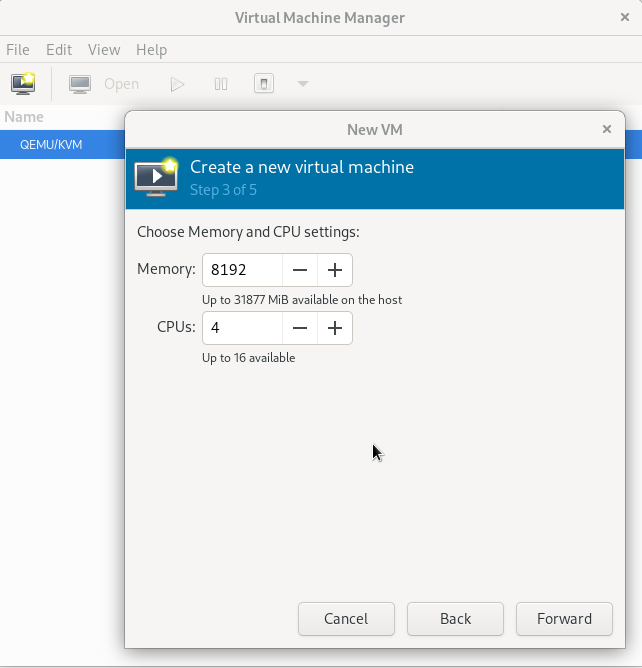 Virtual Machine Manager
File Edit View Help
Open
Name
QEMU/KVM
New VM
Create a new virtual machine
Step 3 of 5
Choose Memory and CPU settings:
Memory: 8192
Up to 31877 MiB available on the host
CPUs: 4
Up to 16 available
Cancel Back Forward